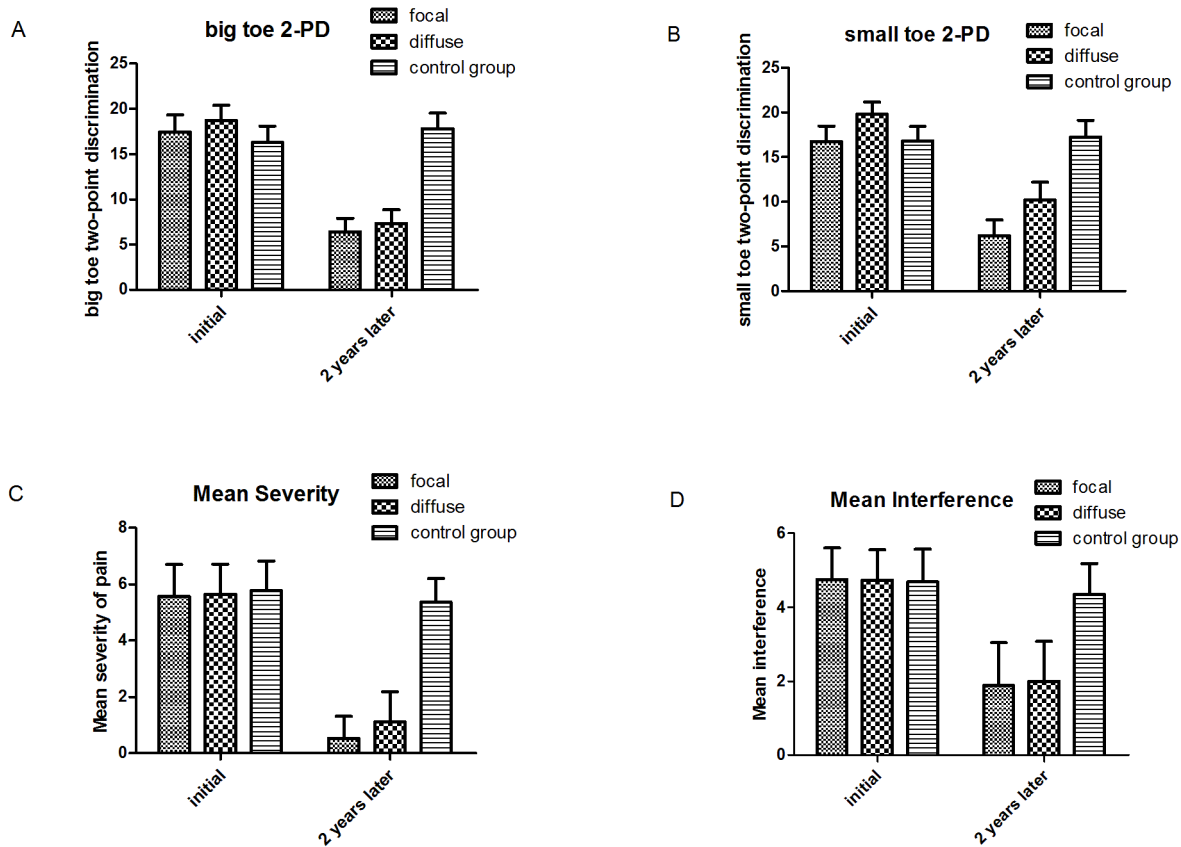 A
big toe 2-PD
focal
diffuse
control group
big toe two-point discrimination
25
20
15
10
5
0
initial
2 years later
B
small toe 2-PD
focal
diffuse
control group
small toe two-point discrimination
25
20
15
10
5
0
initial
2 years later
C
Mean Severity
focal
diffuse
control group
Mean severity of pain
8
6
4
2
0
initial
2 years later
D
Mean Interference
focal
diffuse
control group
Mean interference
6
4
2
0
initial
2 years later